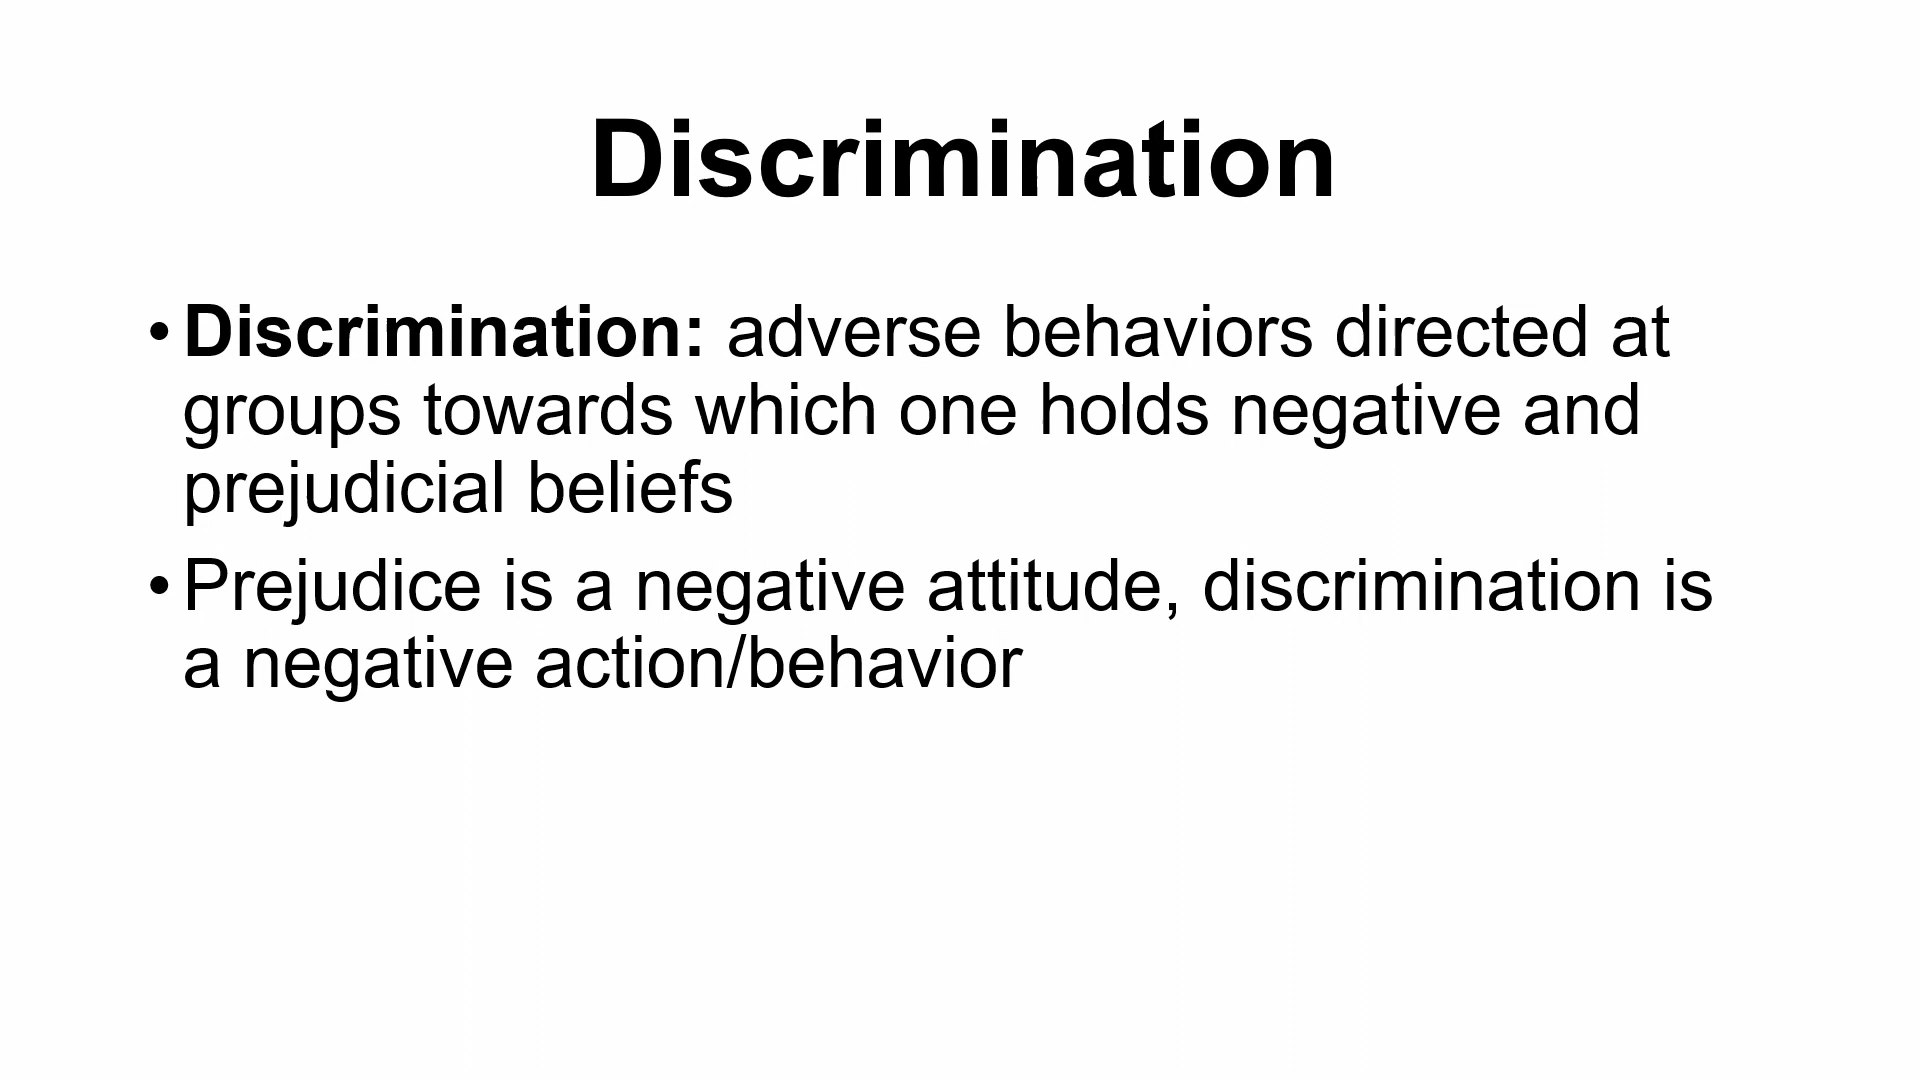 Discrimination
• Discrimination: adverse behaviors directed at
groups towards which one holds negative and
prejudicial beliefs
• Prejudice is a negative attitude, discrimination is
a negative action/behavior